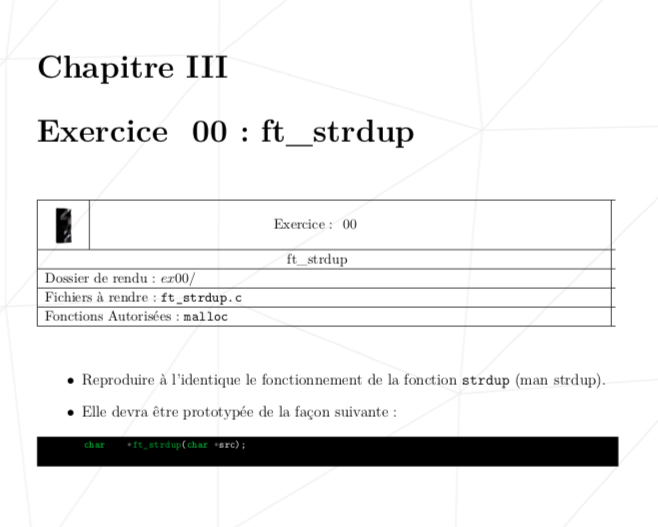 Chapitre III
Exercice 00 : ft_strdup
Exercice : 00
ft_strdup
Dossier de rendu : ex00/
Fichiers à rendre : ft_strdup.c
Fonctions Autorisées : malloc
• Reproduire à l'identique le fonctionnement de la fonction strdup (man strdup).
• Elle devra être prototypée de la façon suivante :
char *ft_strdup(char *src);